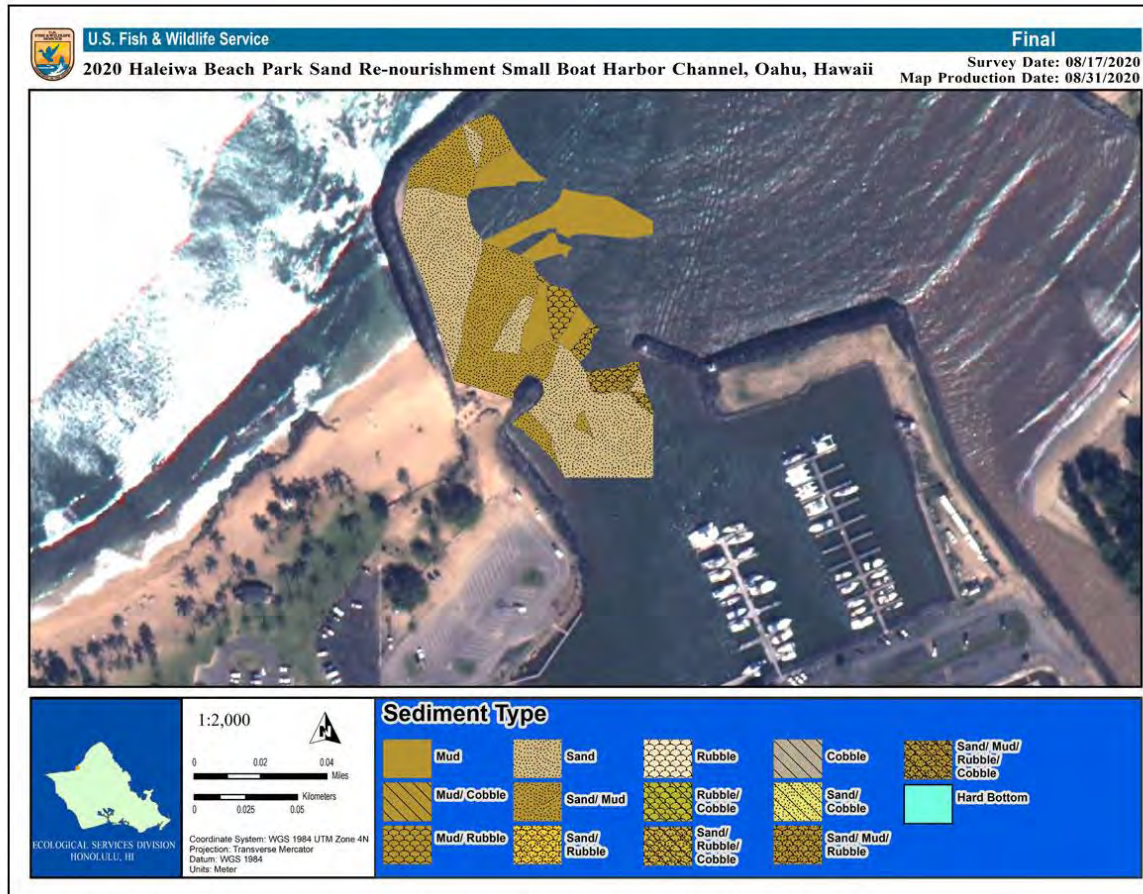 U.S.
FISH & WILDLIFE
SERVICE
U.S. Fish & Wildlife Service
Final
2020 Haleiwa Beach Park Sand Re-nourishment Small Boat Harbor Channel, Oahu, Hawaii
Survey Date: 08/17/2020
Map Production Date: 08/31/2020
ECOLOGICAL SERVICES DIVISION
HONOLULU, HI
1:2,000
N
0 0.02 0.04
Miles
0 0.025 0.05
Kilometers
Coordinate System: WGS 1984 UTM Zone 4N
Projection: Transverse Mercator
Datum: WGS 1984
Units: Meter
Sediment Type
Mud
Mud/ Cobble
Mud/ Rubble
Sand
Sand/ Mud
Sand/
Rubble
Rubble
Rubble/
Cobble
Sand/
Rubble/
Cobble
Cobble
Sand/
Cobble
Sand/ Mud/
Rubble
Sand/ Mud/
Rubble/
Cobble
Hard Bottom